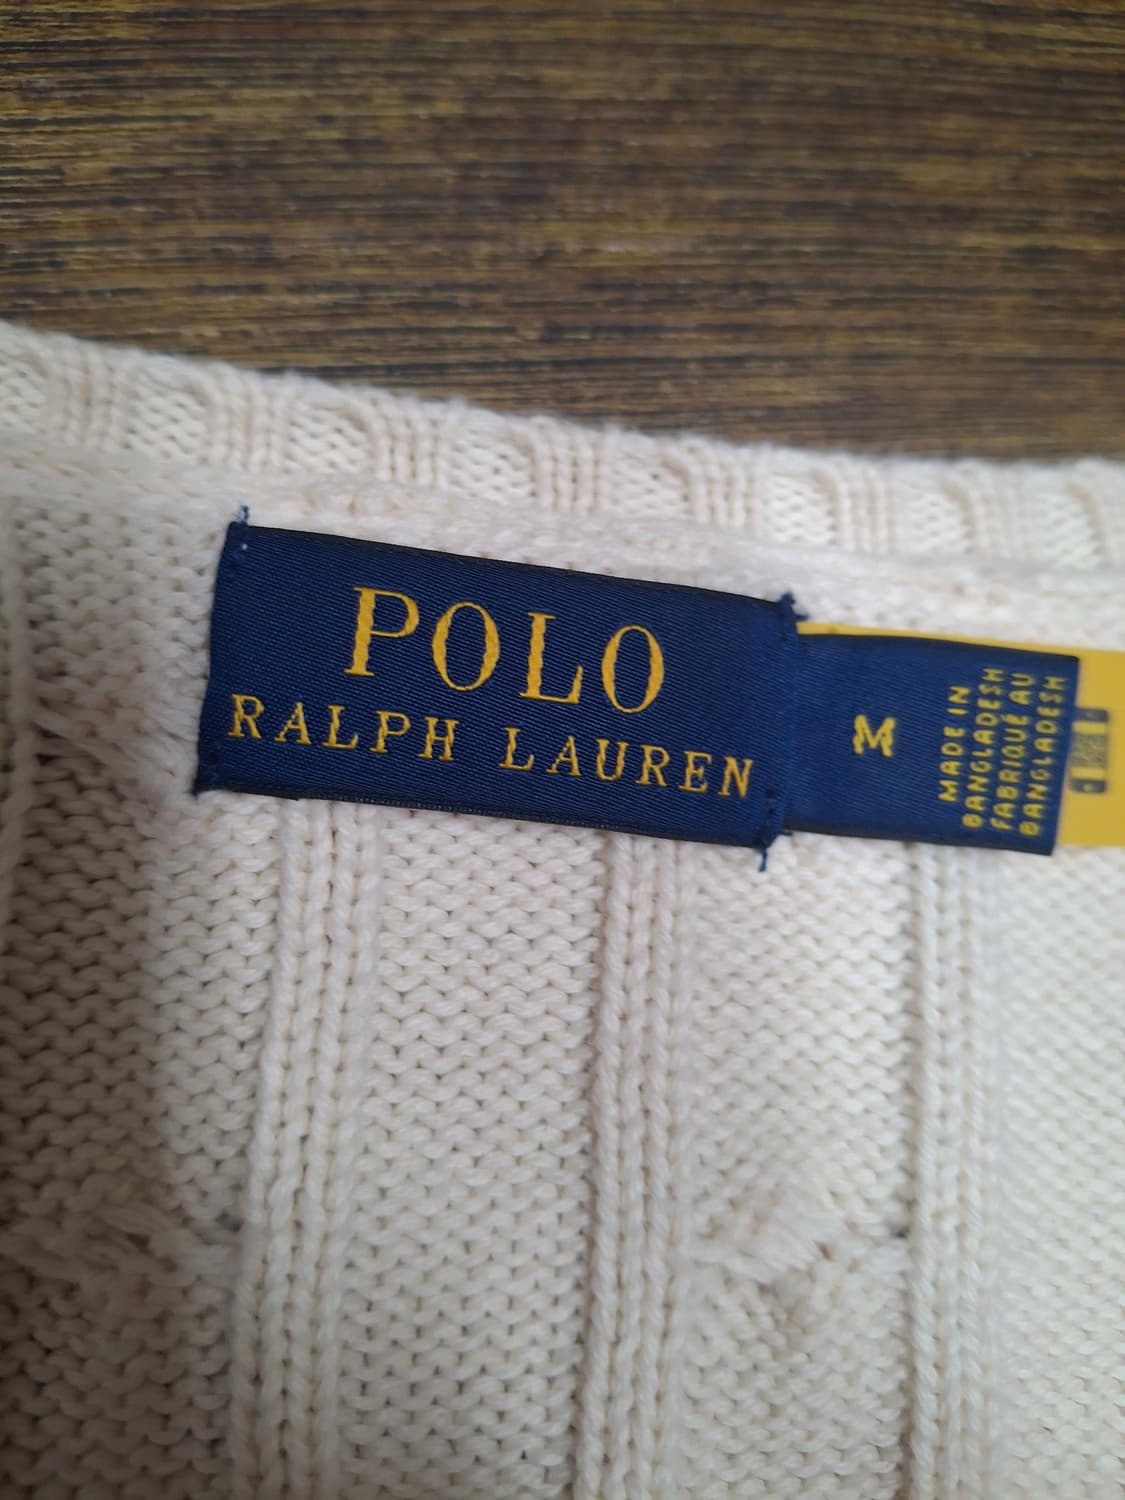 POLO
RALPH LAUREN
M
MADE IN
BANGLADESH
FABRIQUÉ AU
BANGLADESH